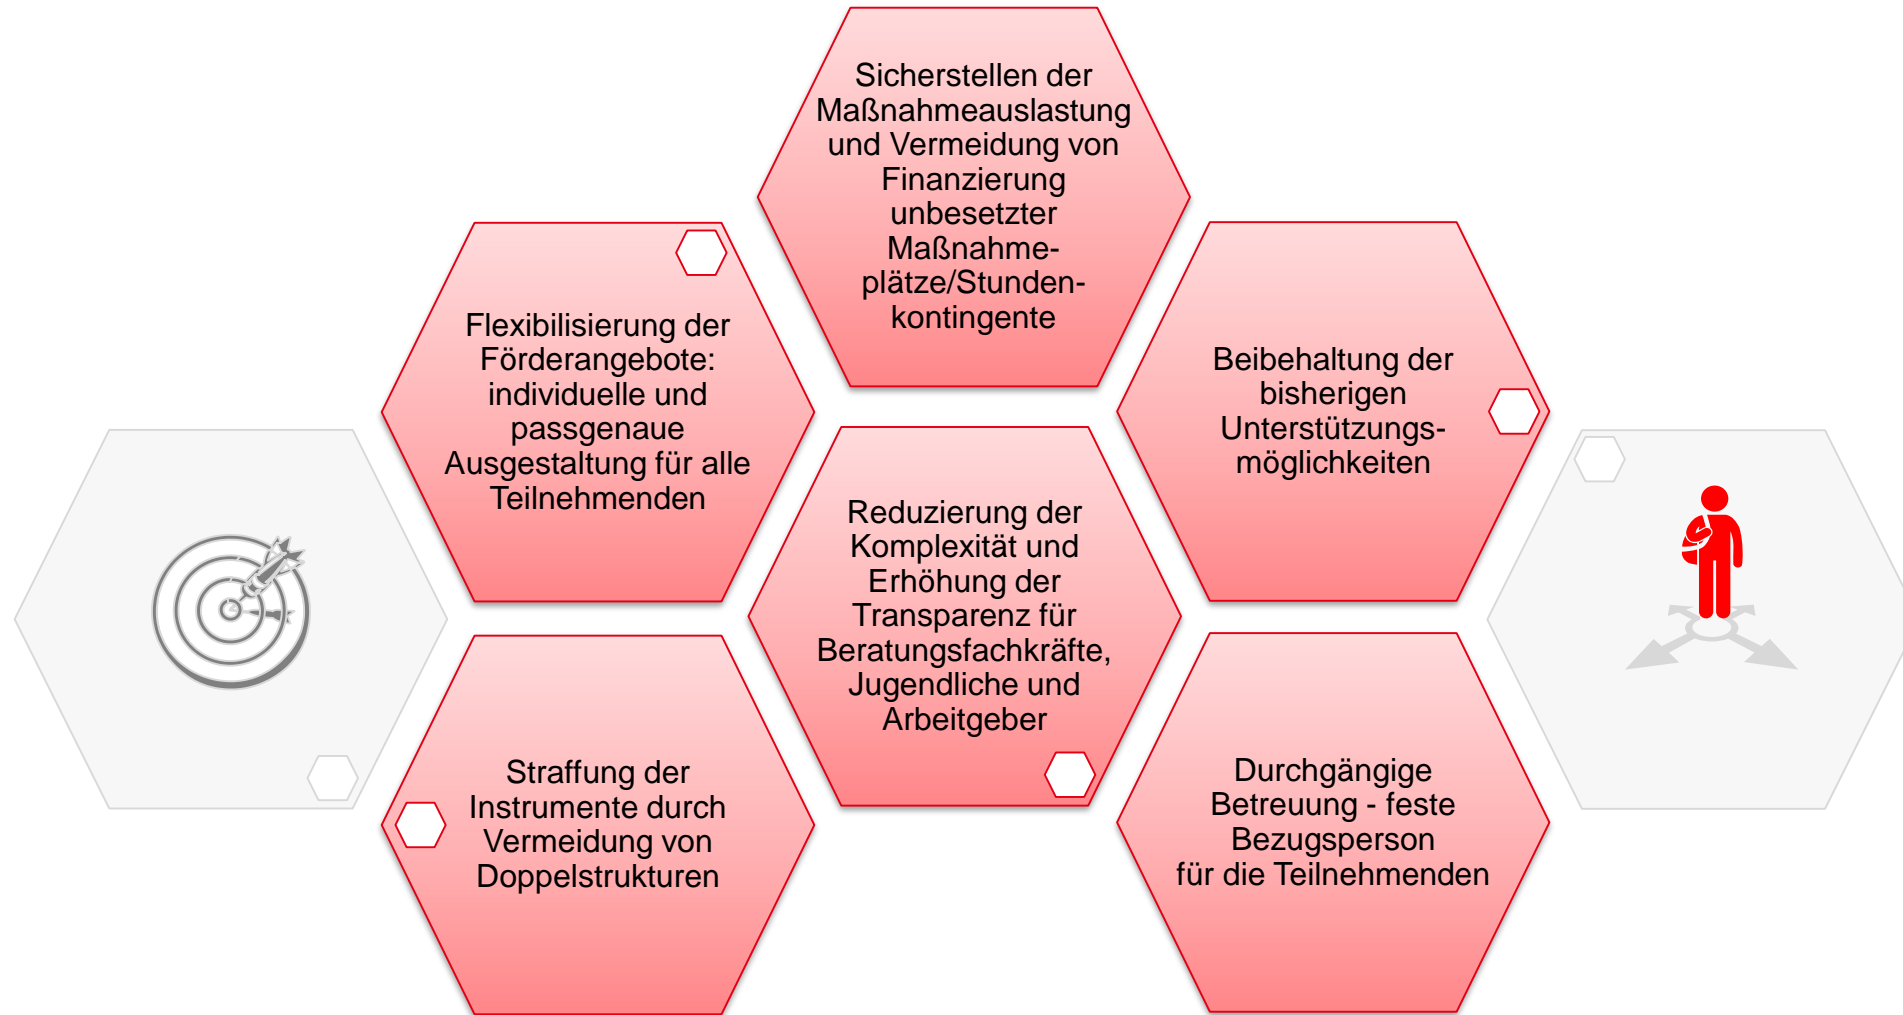 Sicherstellen der
Maßnahmeauslastung
und Vermeidung von
Finanzierung
unbesetzter
Maßnahme-
plätze/Stunden-
kontingente
Flexibilisierung der
Förderangebote:
individuelle und
passgenaue
Ausgestaltung für alle
Teilnehmenden
Beibehaltung der
bisherigen
Unterstützungs-
möglichkeiten
Reduzierung der
Komplexität und
Erhöhung der
Transparenz für
Beratungsfachkräfte,
Jugendliche und
Arbeitgeber
Straffung der
Instrumente durch
Vermeidung von
Doppelstrukturen
Durchgängige
Betreuung - feste
Bezugsperson
für die Teilnehmenden